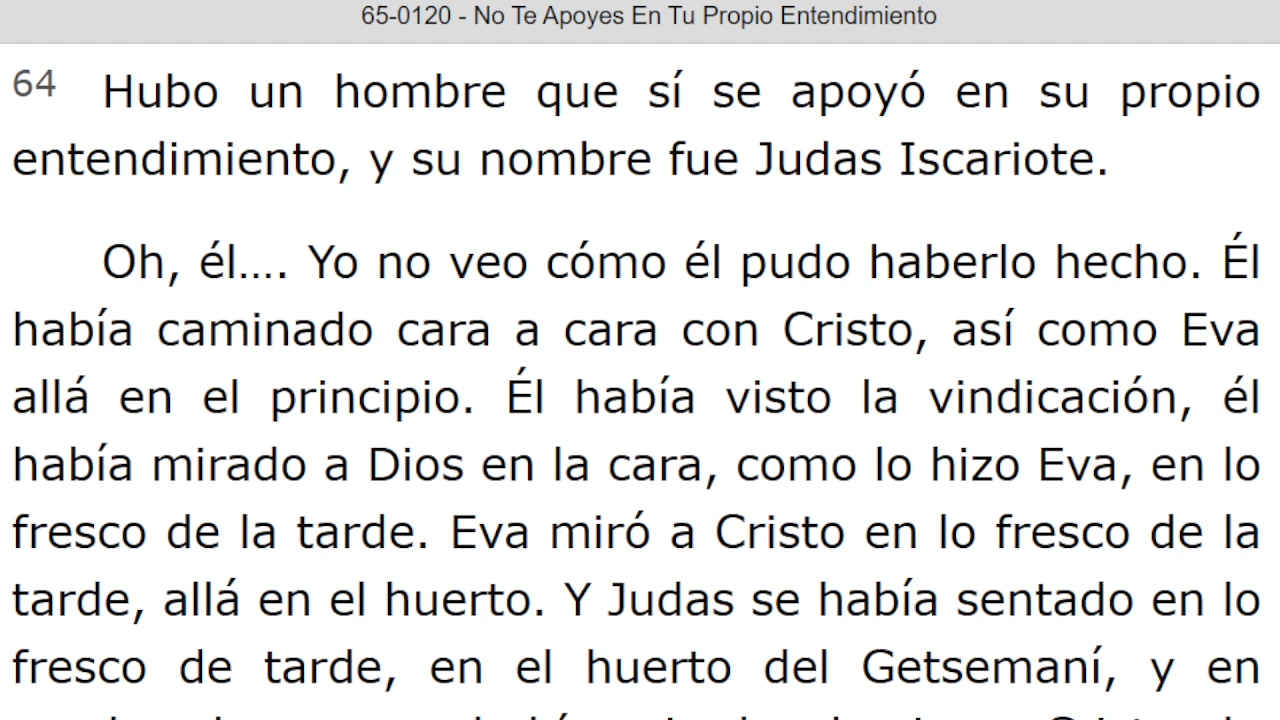 65-0120 - No Te Apoyes En Tu Propio Entendimiento
64 Hubo un hombre que sí se apoyó en su propio
entendimiento, y su nombre fue Judas Iscariote.
Oh, él.... Yo no veo cómo él pudo haberlo hecho. Él
había caminado cara a cara con Cristo, así como Eva
allá en el principio. Él había visto la vindicación, él
había mirado a Dios en la cara, como lo hizo Eva, en lo
fresco de la tarde. Eva miró a Cristo en lo fresco de la
tarde, allá en el huerto. Y Judas se había sentado en lo
fresco de tarde, en el huerto del Getsemaní, y en